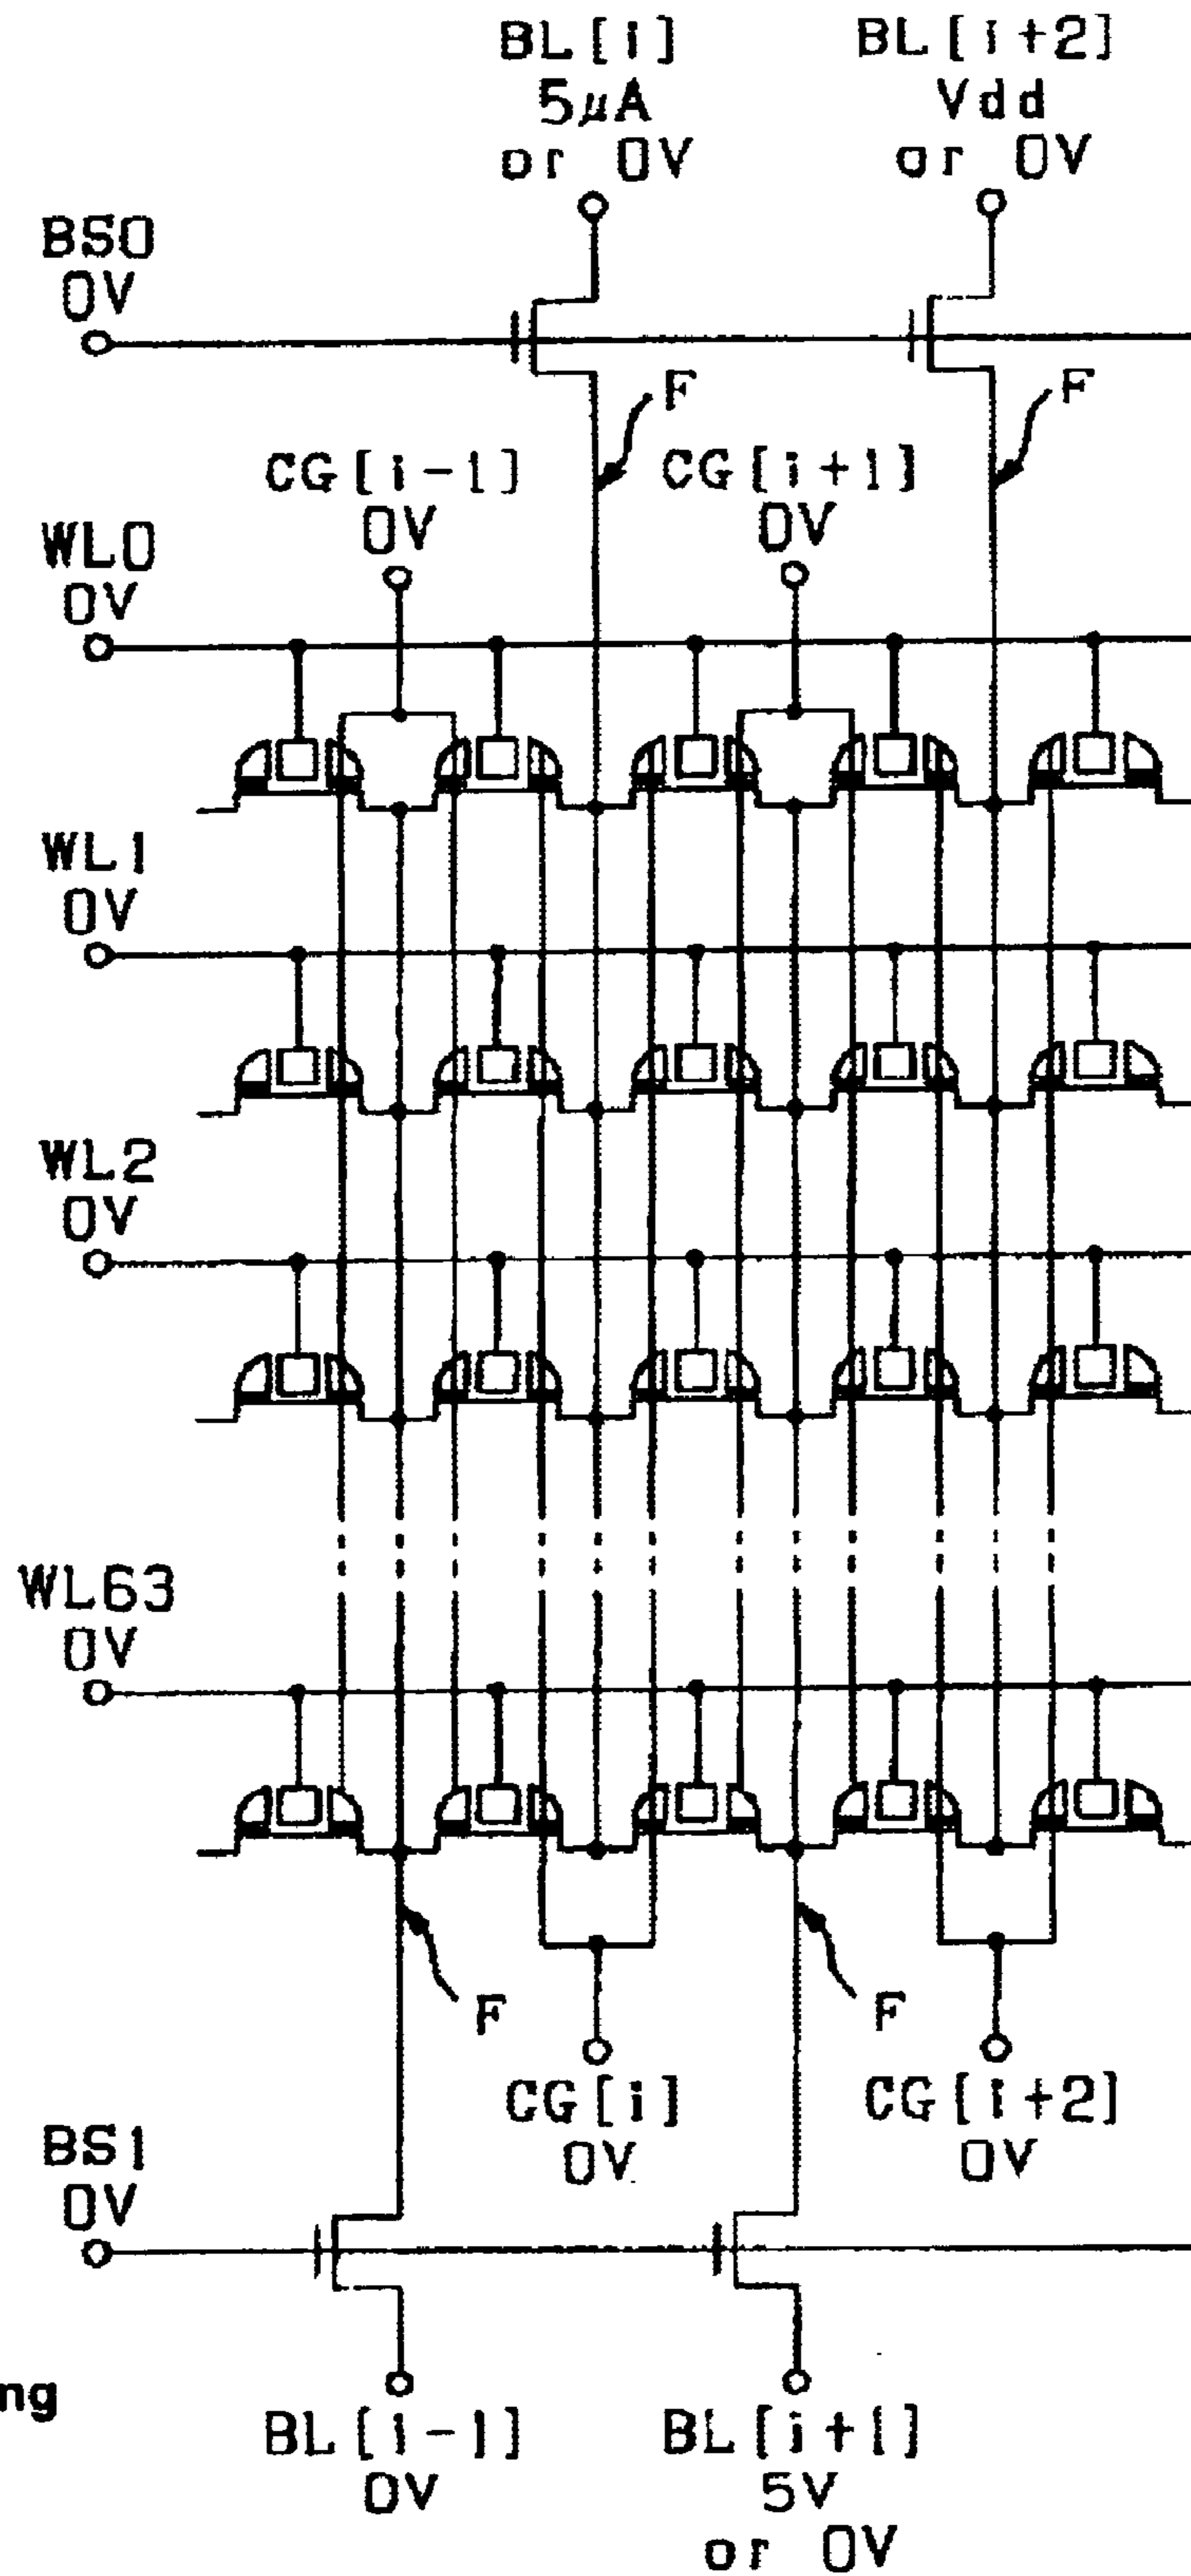 BL[i]
5μA
or 0V
BL[i+2]
Vdd
or 0V
BS0
0V
F
F
CG[i-1]
0V
CG[i+1]
0V
WL0
0V
WL1
0V
WL2
0V
WL63
0V
F
F
CG[i]
0V
CG[i+2]
0V
BS1
0V
ng
BL[i-1]
0V
BL[i+1]
5V
or 0V